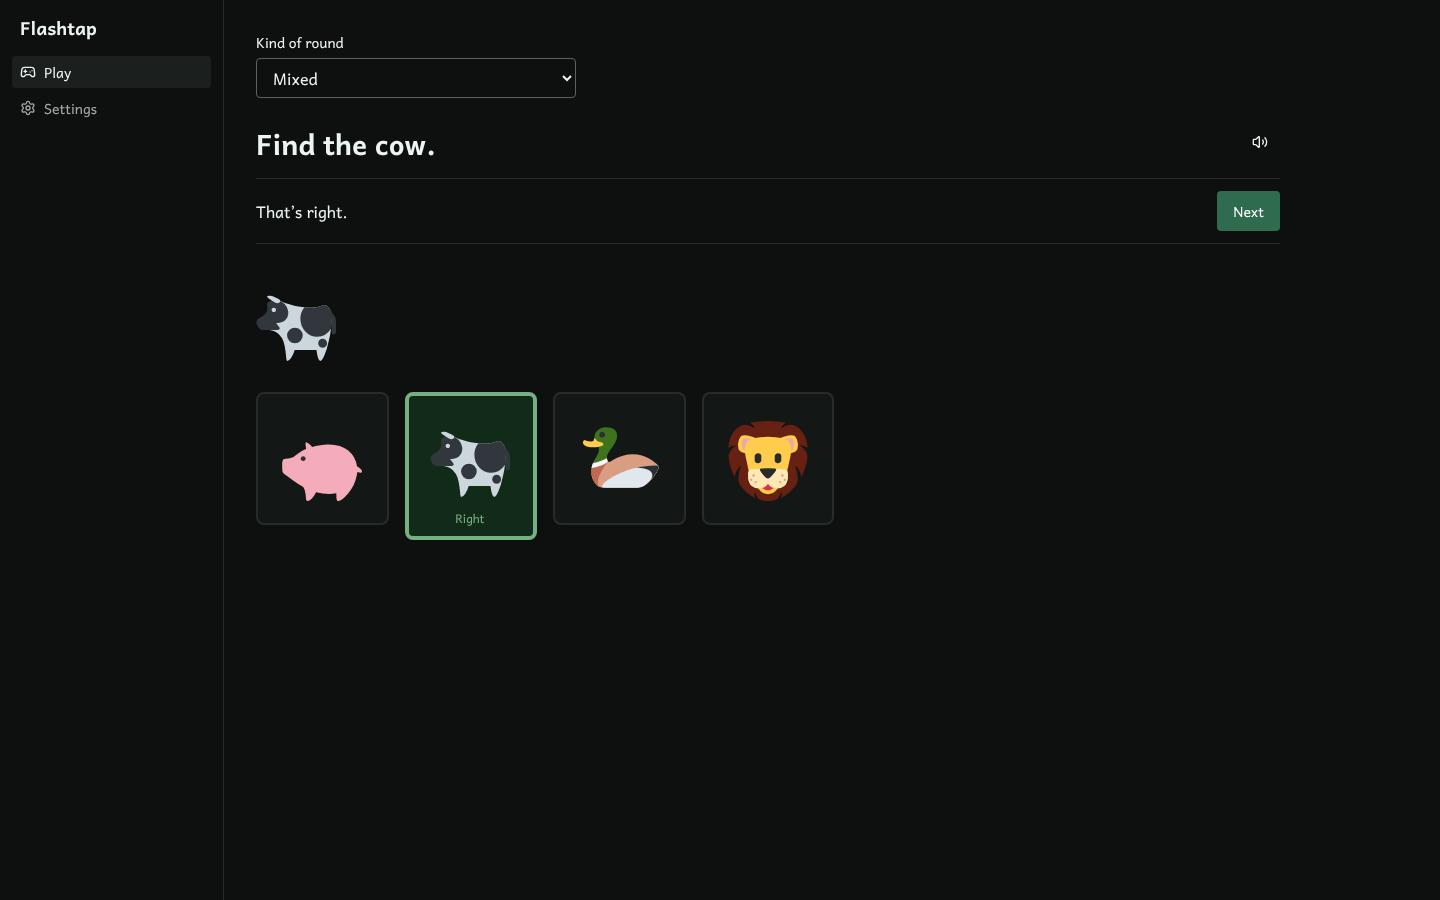 Flashtap
Play
Settings
Kind of round
Mixed
Find the cow.
That’s right.
Next
Right